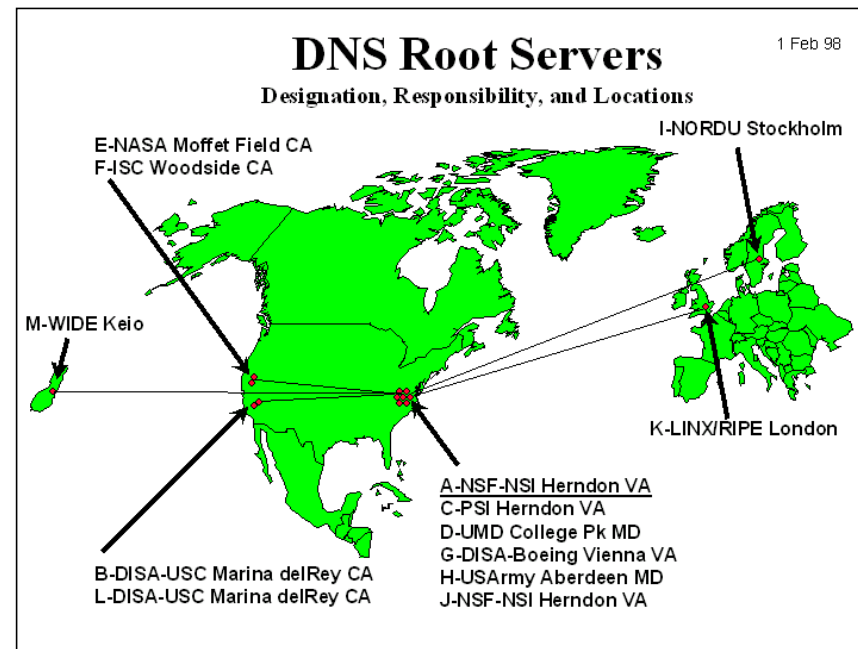 DNS Root Servers
1 Feb 98
Designation, Responsibility, and Locations
E-NASA Moffet Field CA
F-ISC Woodside CA
I-NORDU Stockholm
M-WIDE Keio
K-LINX/RIPE London
A-NSF-NSI Herndon VA
C-PSI Herndon VA
D-UMD College Pk MD
G-DISA-Boeing Vienna VA
H-USArmy Aberdeen MD
J-NSF-NSI Herndon VA
B-DISA-USC Marina delRey CA
L-DISA-USC Marina delRey CA